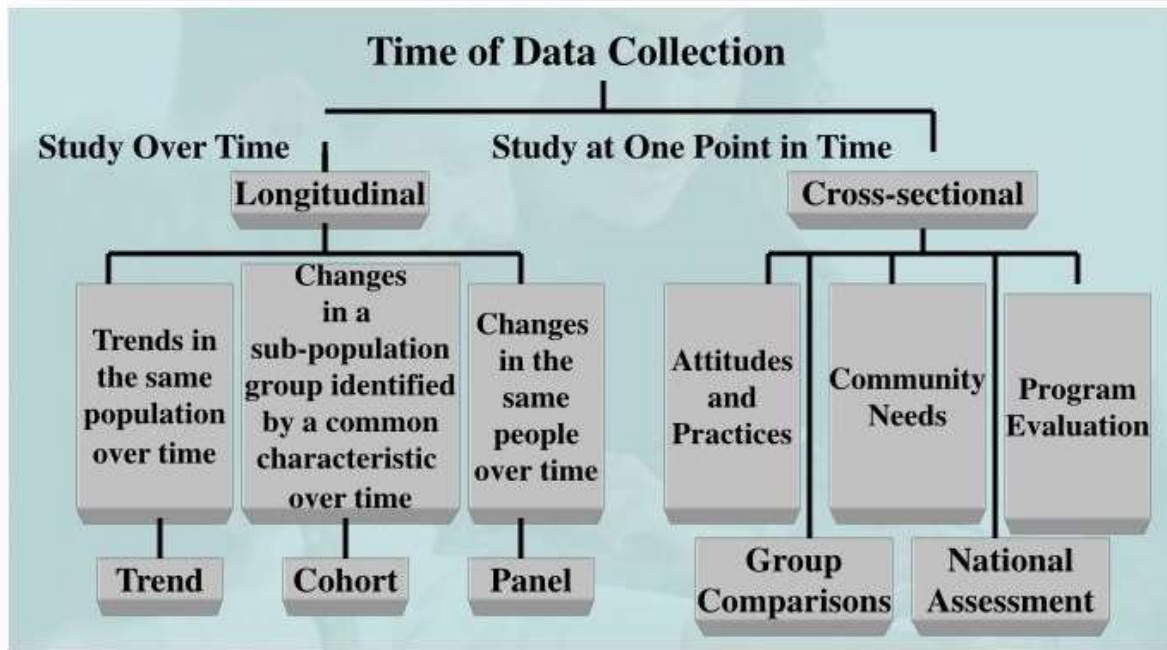 Time of Data Collection
Study Over Time
Study at One Point in Time
Longitudinal
Cross-sectional
Trends in
the same
population
over time
Changes
in a
sub-population
group identified
by a common
characteristic
over time
Changes
in the
same
people
over time
Attitudes
and
Practices
Community
Needs
Program
Evaluation
Trend
Cohort
Panel
Group
Comparisons
National
Assessment